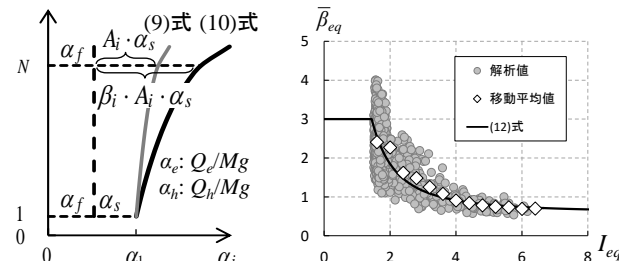 (9)式 (10)式
α_f A_i · α_s
N
β_i · A_i · α_s
α_e: Q_e/Mg
α_h: Q_h/Mg
α_f α_s
1
0
0 α_h α_i
β̄_eq
5
4
3
2
1
0
0 2 4 6 8
I_eq
解析値
移動平均値
(12)式